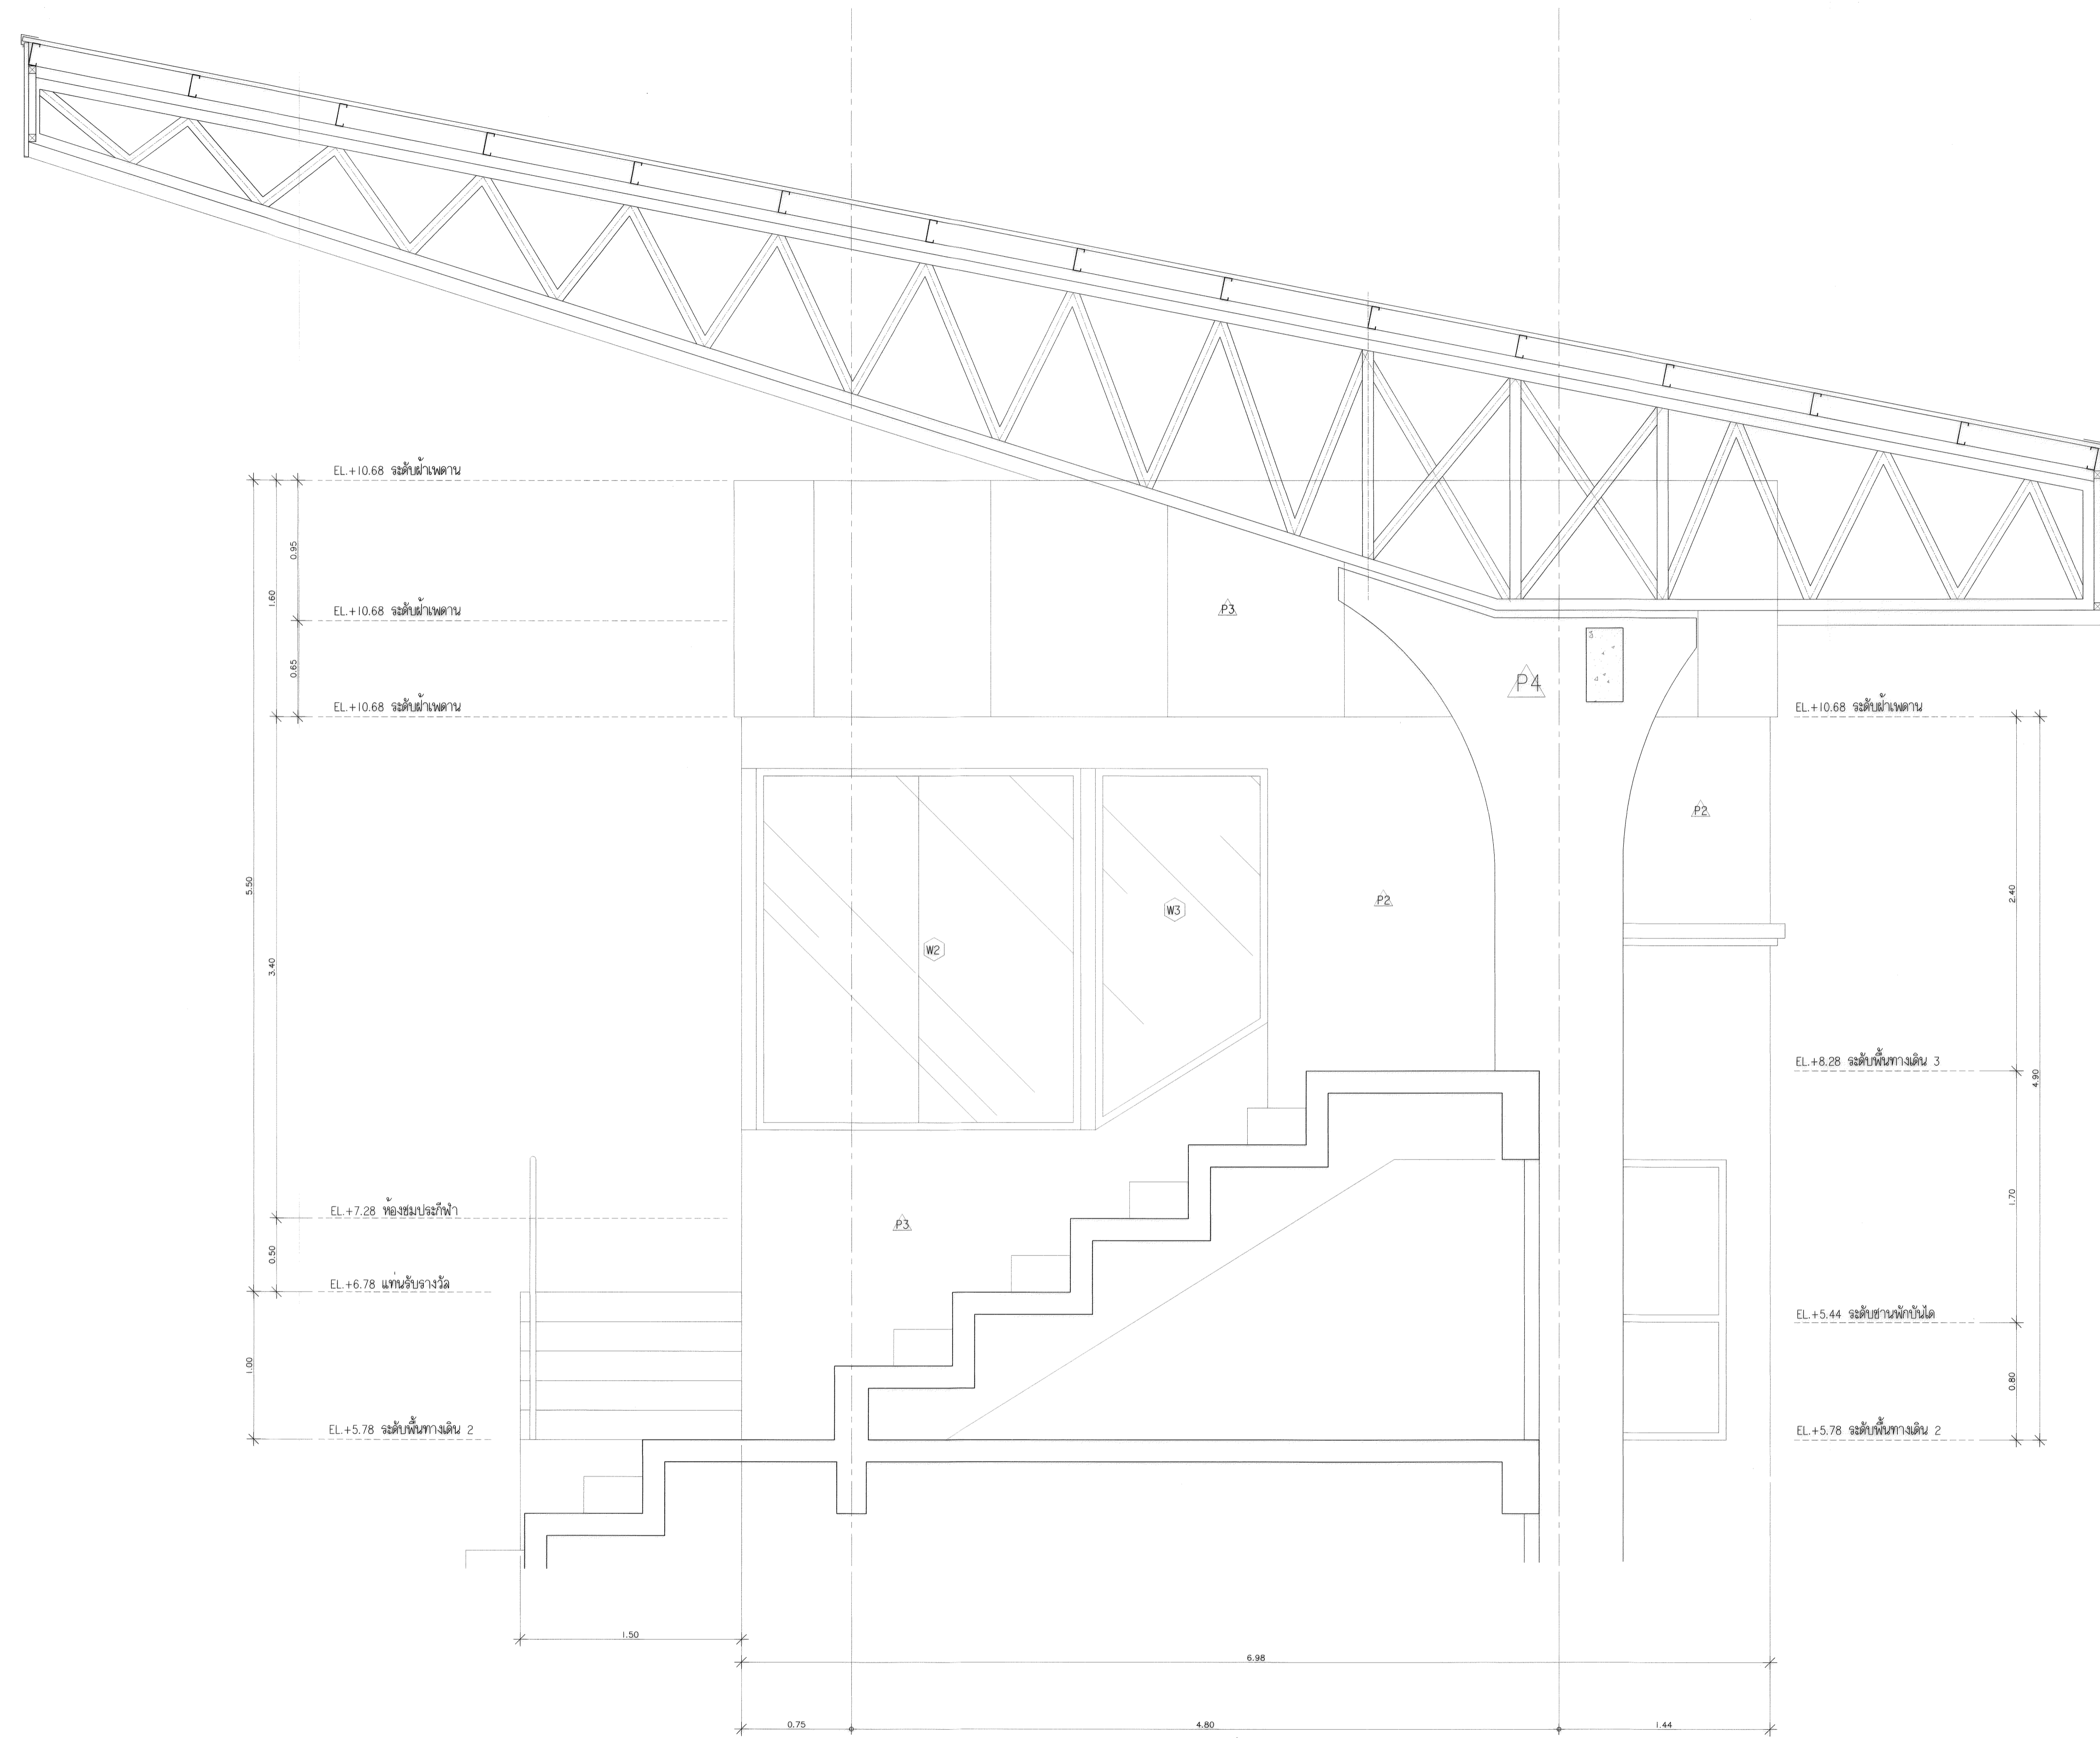 EL.+10.68 ระดับฝ้าเพดาน
0.95
1.60
EL.+10.68 ระดับฝ้าเพดาน
P3
0.65
P4
EL.+10.68 ระดับฝ้าเพดาน
EL.+10.68 ระดับฝ้าเพดาน
P2
5.50
2.40
P2
W3
W2
3.40
EL.+8.28 ระดับพื้นทางเดิน 3
4.90
1.70
EL.+7.28 ห้องชมประกีฬา
P3
0.50
EL.+6.78 แท่นรับรางวัล
EL.+5.44 ระดับชานพักบันได
1.00
0.80
EL.+5.78 ระดับพื้นทางเดิน 2
EL.+5.78 ระดับพื้นทางเดิน 2
1.50
6.98
0.75
4.80
1.44